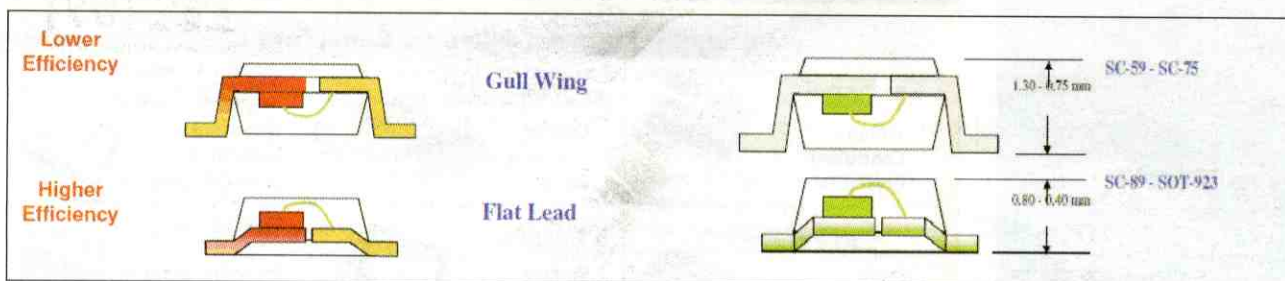 Lower
Efficiency
Gull Wing
1.30 - 0.75 mm
SC-59 - SC-75
Higher
Efficiency
Flat Lead
0.80 - 0.40 mm
SC-89 - SOT-923